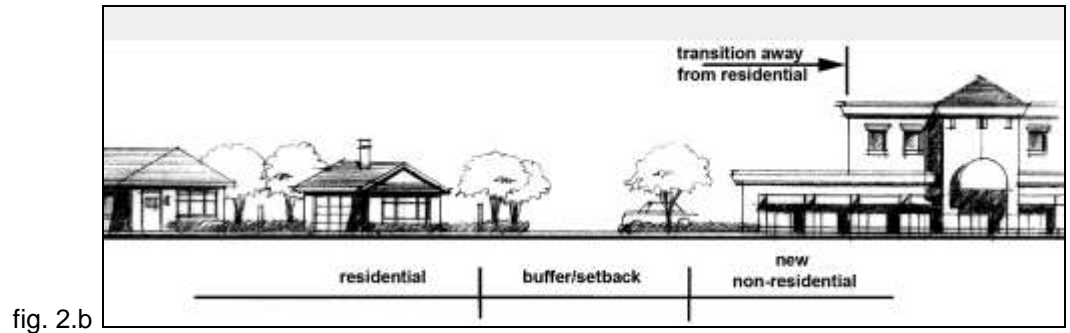 transition away
from residential
residential
buffer/setback
new
non-residential
fig. 2.b